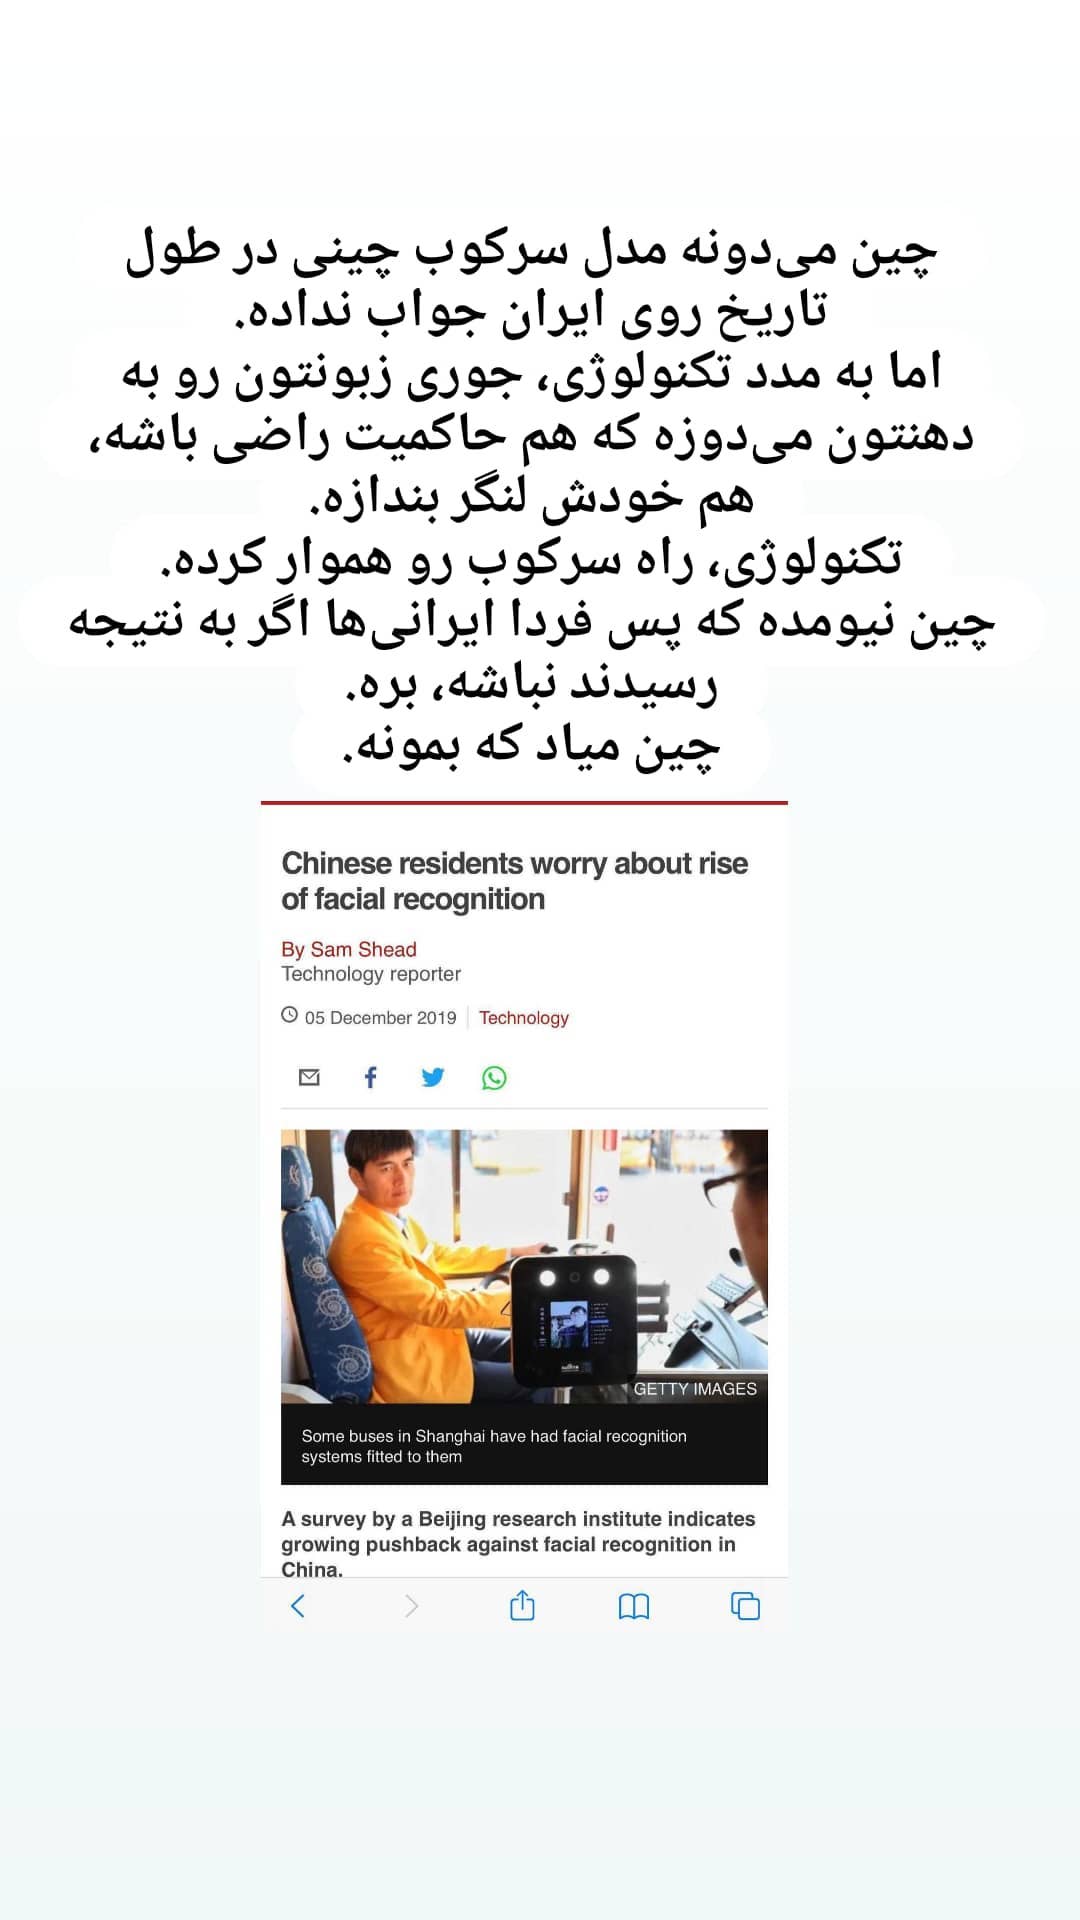 چین می‌دونه مدل سرکوب چینی در طول
تاریخ روی ایران جواب نداده.
اما به مدد تکنولوژی، جوری زبونتون رو به
دهنتون می‌دوزه که هم حاکمیت راضی باشه،
هم خودش لنگر بندازه.
تکنولوژی، راه سرکوب رو هموار کرده.
چین نیومده که پس فردا ایرانی‌ها اگر به نتیجه
رسیدند نباشه، بره.
چین میاد که بمونه.
Chinese residents worry about rise
of facial recognition
By Sam Shead
Technology reporter
05 December 2019 | Technology
GETTY IMAGES
Some buses in Shanghai have had facial recognition
systems fitted to them
A survey by a Beijing research institute indicates
growing pushback against facial recognition in
China.